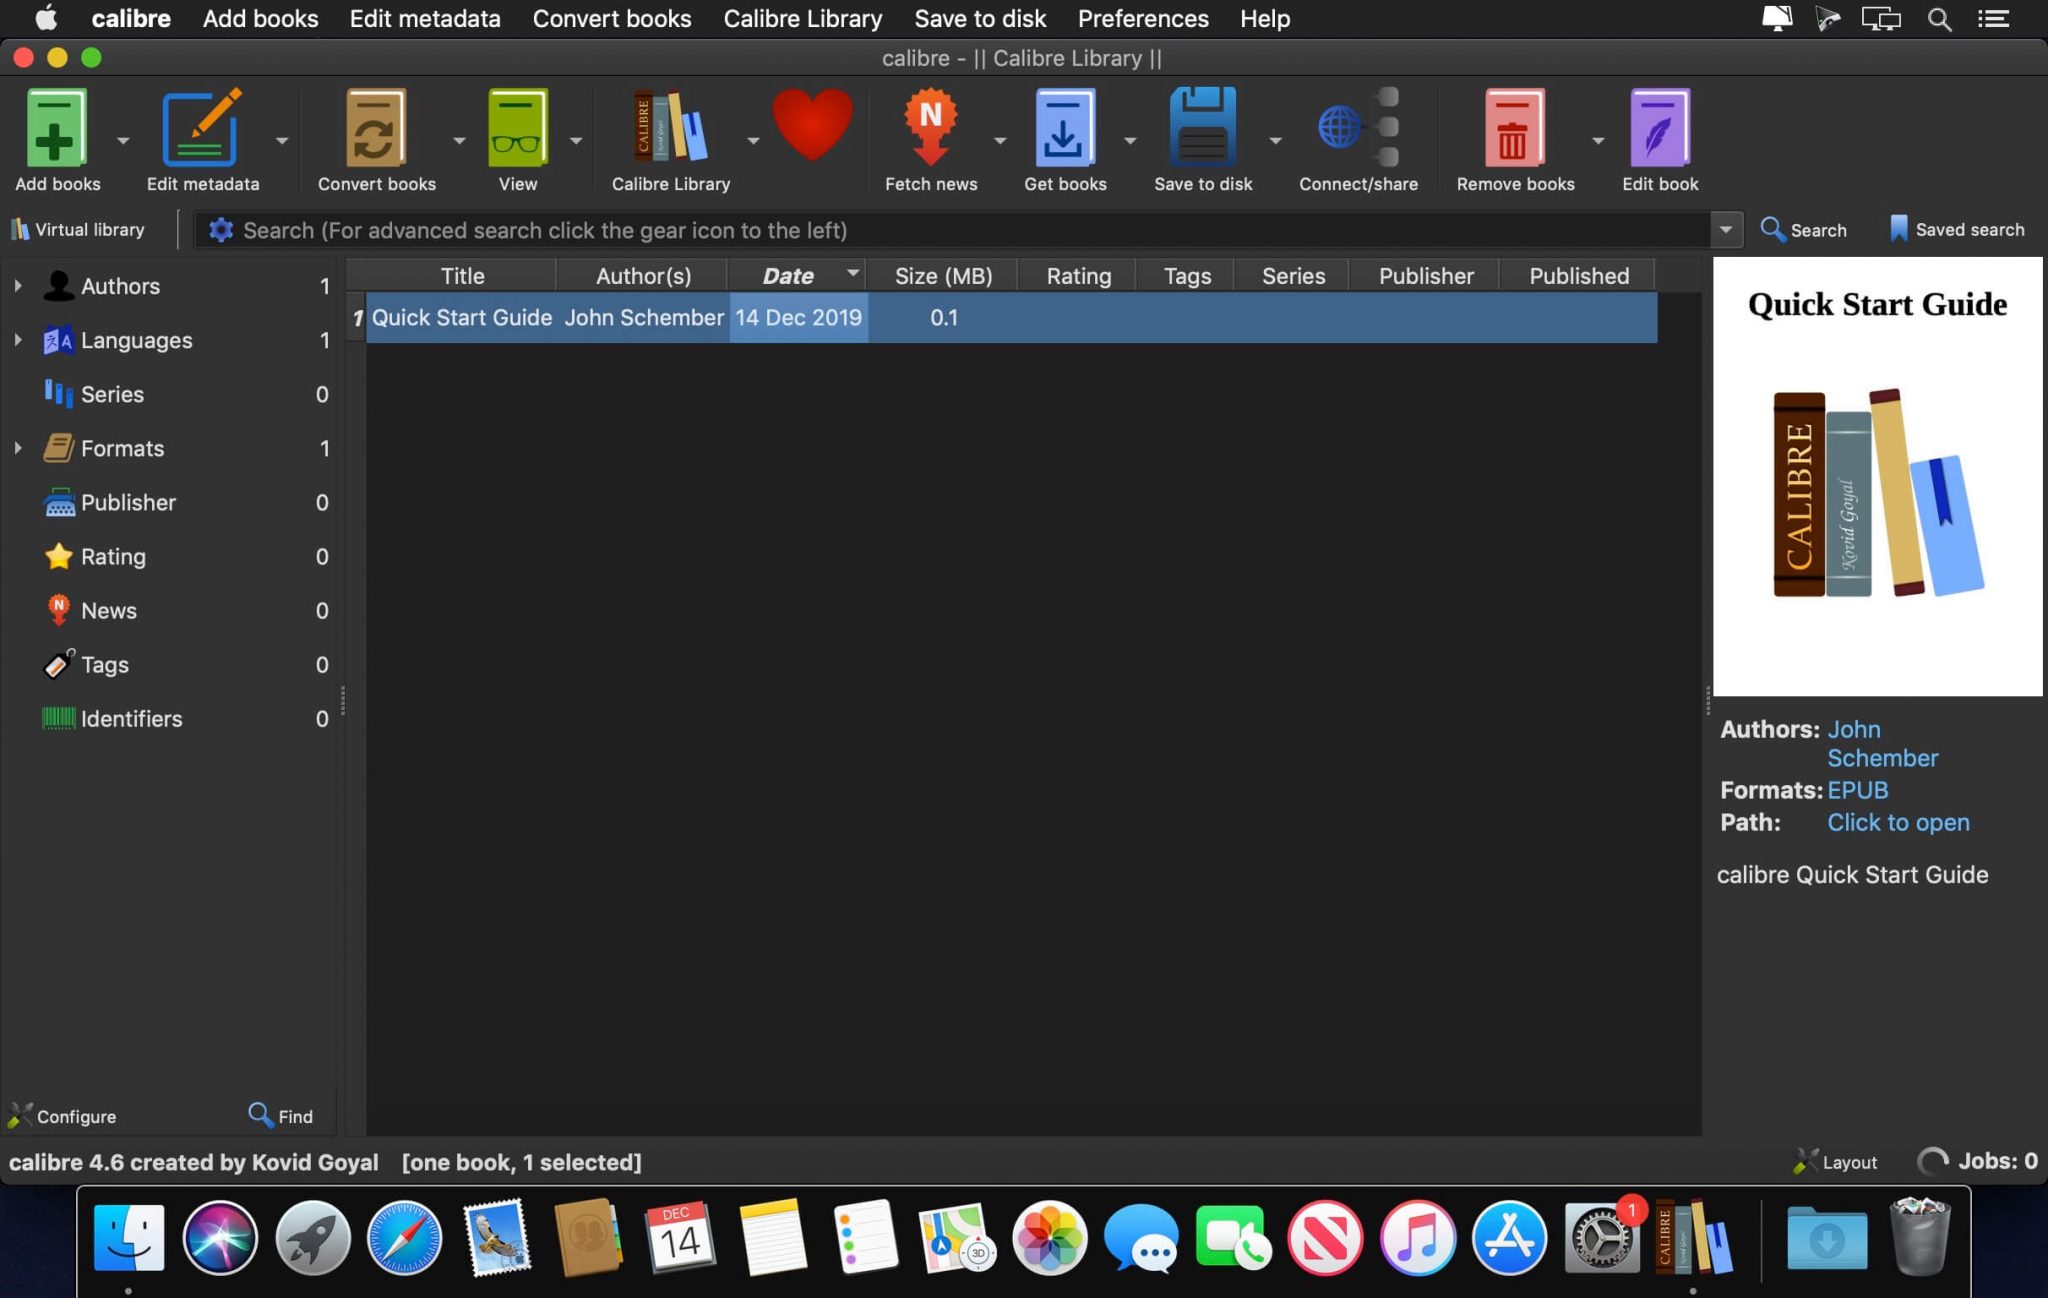 calibre Add books Edit metadata Convert books Calibre Library Save to disk Preferences Help
calibre - || Calibre Library ||
CALIBRE N
Add books Edit metadata Convert books View Calibre Library Fetch news Get books Save to disk Connect/share Remove books Edit book
Virtual library Search (For advanced search click the gear icon to the left) Search Saved search
Title Author(s) Date Size (MB) Rating Tags Series Publisher Published
1 Quick Start Guide John Schember 14 Dec 2019 0.1
Authors 1
Languages 1
Series 0
Formats 1
Publisher 0
Rating 0
News 0
Tags 0
Identifiers 0
Configure Find
Quick Start Guide
CALIBRE
Kovid Goyal
Authors: John
Schember
Formats: EPUB
Path: Click to open
calibre Quick Start Guide
calibre 4.6 created by Kovid Goyal [one book, 1 selected]
Layout Jobs: 0
DEC
14
3D
1
CALIBRE